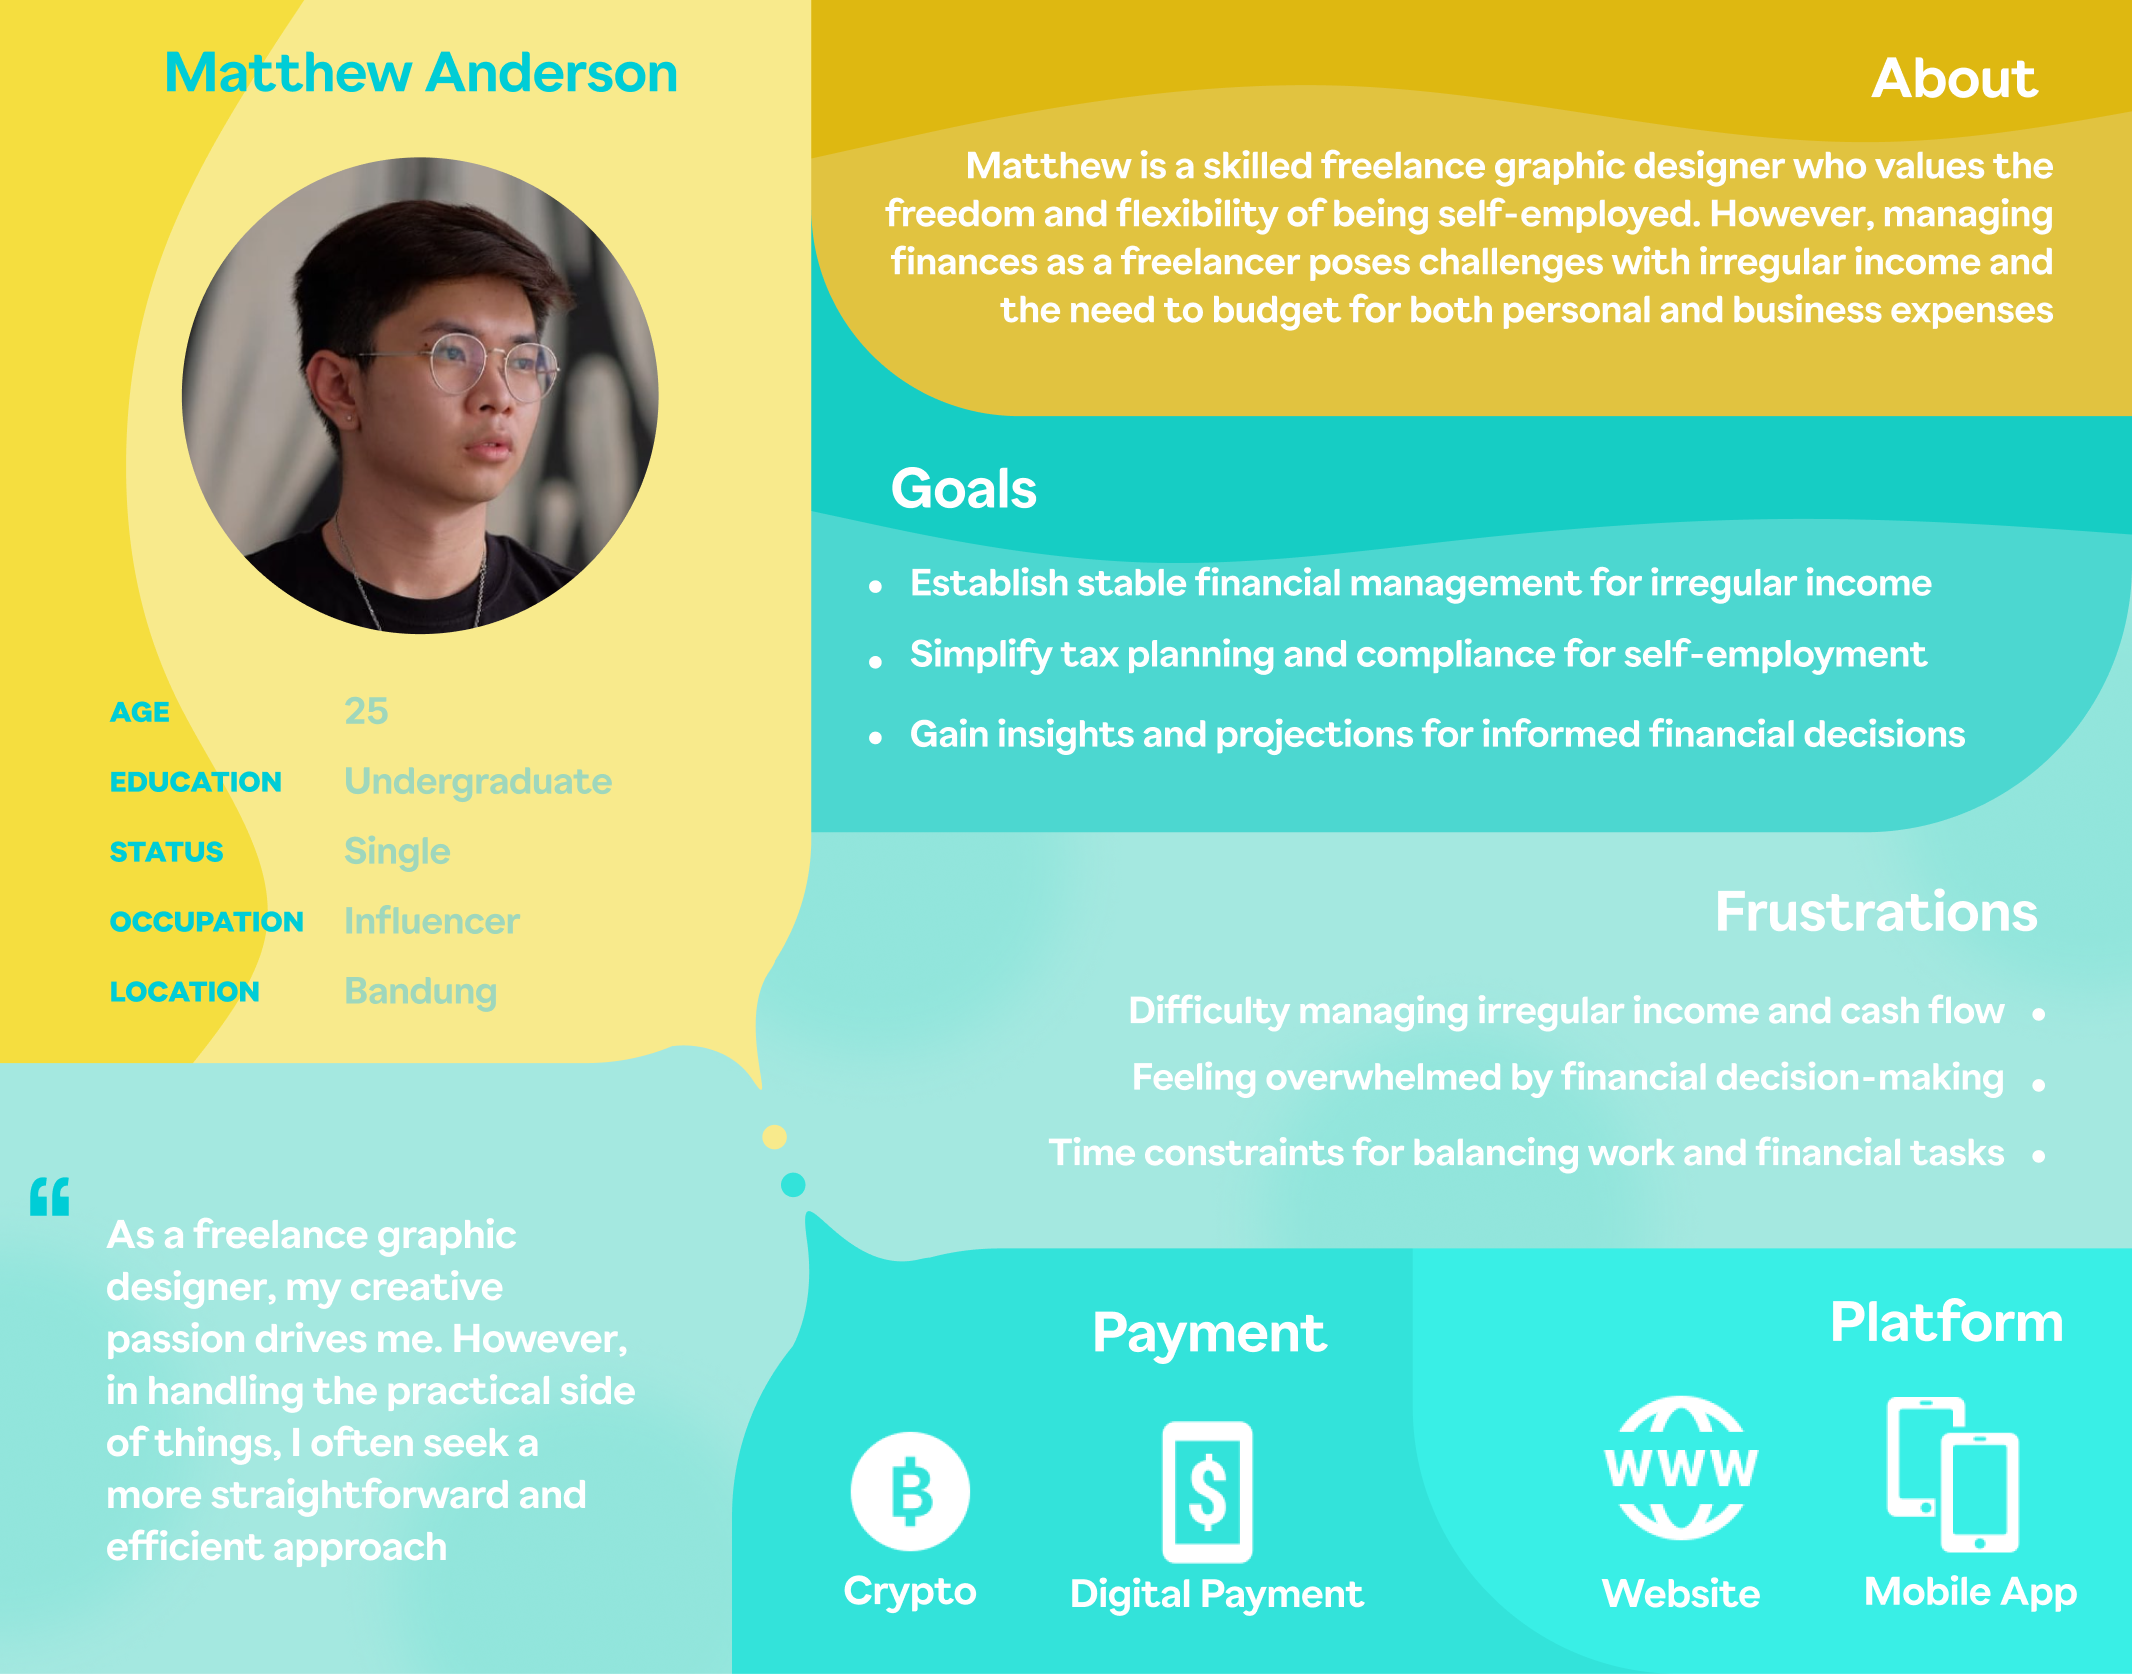 Matthew Anderson
AGE 25
EDUCATION Undergraduate
STATUS Single
OCCUPATION Influencer
LOCATION Bandung
“
As a freelance graphic
designer, my creative
passion drives me. However,
in handling the practical side
of things, I often seek a
more straightforward and
efficient approach
About
Matthew is a skilled freelance graphic designer who values the
freedom and flexibility of being self-employed. However, managing
finances as a freelancer poses challenges with irregular income and
the need to budget for both personal and business expenses
Goals
• Establish stable financial management for irregular income
• Simplify tax planning and compliance for self-employment
• Gain insights and projections for informed financial decisions
Frustrations
Difficulty managing irregular income and cash flow •
Feeling overwhelmed by financial decision-making •
Time constraints for balancing work and financial tasks •
Payment
B
$
Crypto
Digital Payment
Platform
WWW
Website
Mobile App